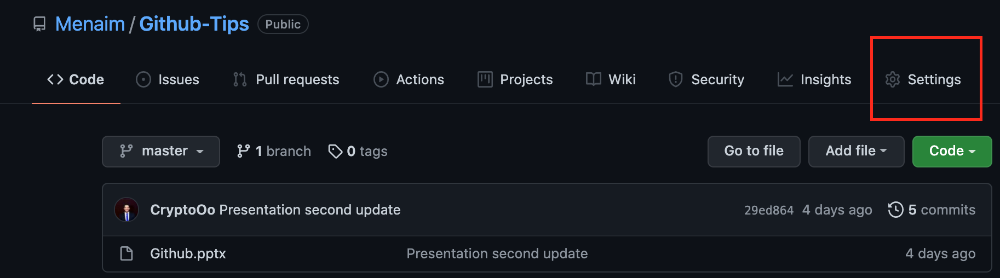 Menaim / Github-Tips Public
Code Issues Pull requests Actions Projects Wiki Security Insights Settings
master 1 branch 0 tags Go to file Add file Code
CryptoOo Presentation second update 29ed864 4 days ago 5 commits
Github.pptx Presentation second update 4 days ago